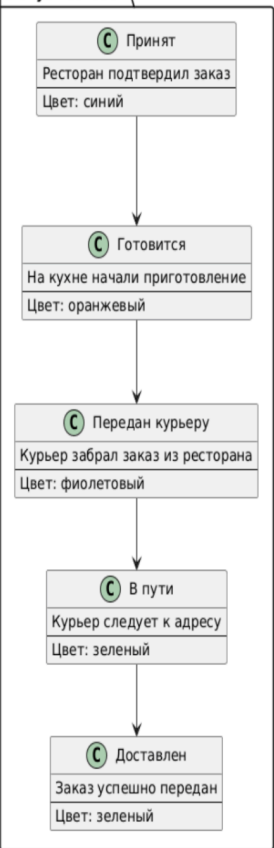 C Принят
Ресторан подтвердил заказ
Цвет: синий
C Готовится
На кухне начали приготовление
Цвет: оранжевый
C Передан курьеру
Курьер забрал заказ из ресторана
Цвет: фиолетовый
C В пути
Курьер следует к адресу
Цвет: зеленый
C Доставлен
Заказ успешно передан
Цвет: зеленый